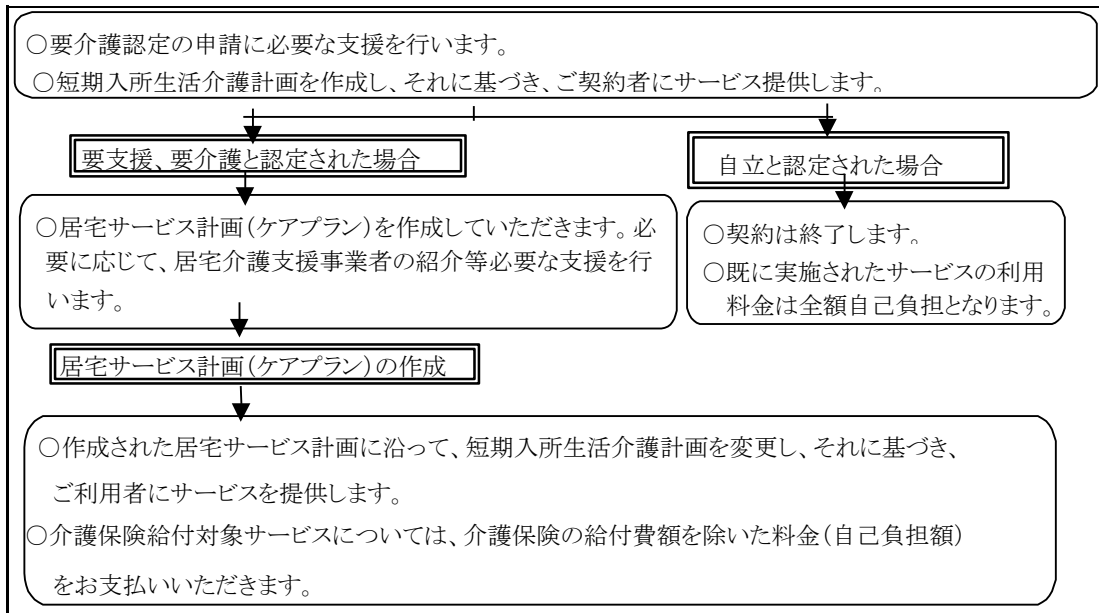 ○要介護認定の申請に必要な支援を行います。
○短期入所生活介護計画を作成し、それに基づき、ご契約者にサービス提供します。
要支援、要介護と認定された場合
自立と認定された場合
○居宅サービス計画（ケアプラン）を作成していただきます。必
要に応じて、居宅介護支援事業者の紹介等必要な支援を行
います。
○契約は終了します。
○既に実施されたサービスの利用
料金は全額自己負担となります。
居宅サービス計画（ケアプラン）の作成
○作成された居宅サービス計画に沿って、短期入所生活介護計画を変更し、それに基づき、
ご利用者にサービスを提供します。
○介護保険給付対象サービスについては、介護保険の給付費額を除いた料金（自己負担額）
をお支払いいただきます。